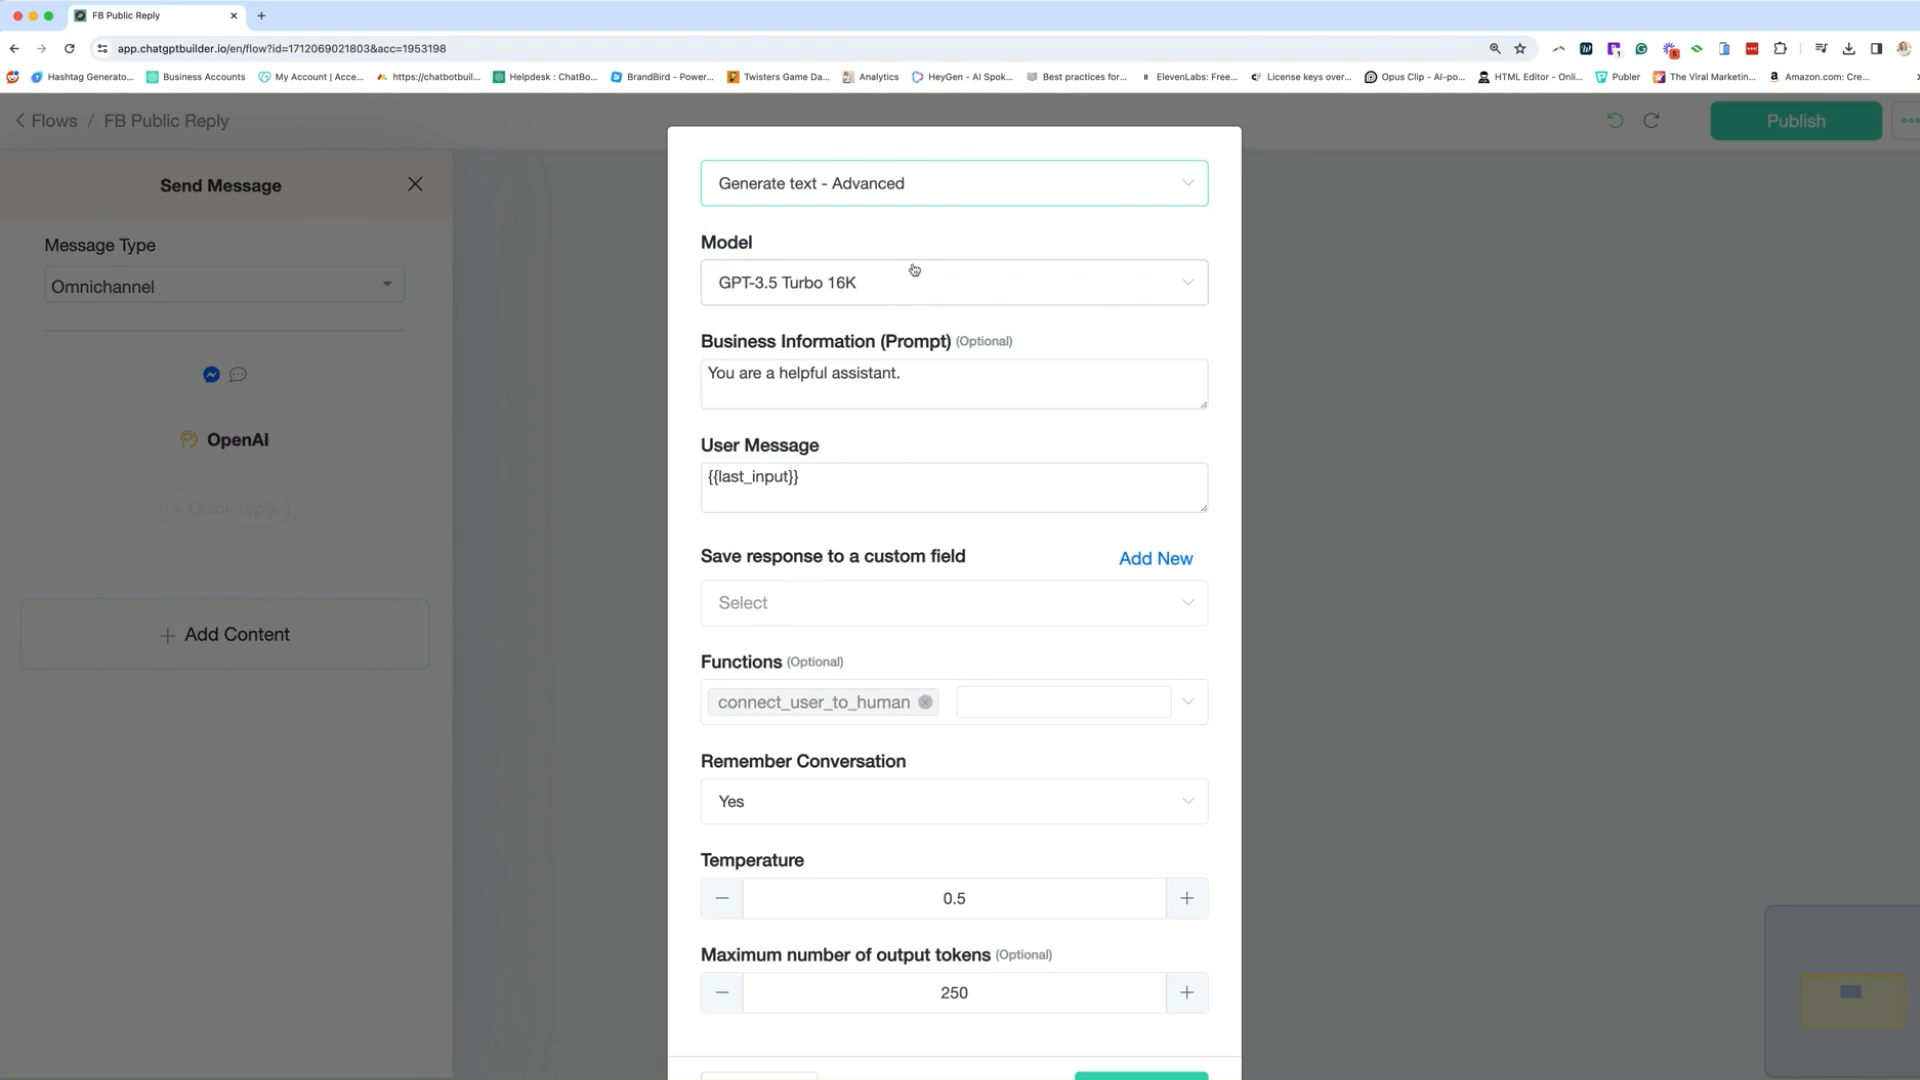 FB Public Reply
app.chatgptbuilder.io/en/flow?id=1712069021803&acc=1953198
Hashtag Generato...
Business Accounts
My Account | Acce...
https://chatbotbuil...
Helpdesk : ChatBo...
BrandBird - Power...
Twisters Game Da...
Analytics
HeyGen - AI Spok...
Best practices for...
ElevenLabs: Free...
License keys over...
Opus Clip - AI-po...
HTML Editor - Onli...
Publer
The Viral Marketin...
Amazon.com: Cre...
Flows / FB Public Reply
Publish
Send Message
Message Type
Omnichannel
OpenAI
+ Quick reply
+ Add Content
Generate text - Advanced
Model
GPT-3.5 Turbo 16K
Business Information (Prompt) (Optional)
You are a helpful assistant.
User Message
{{last_input}}
Save response to a custom field
Add New
Select
Functions (Optional)
connect_user_to_human
Remember Conversation
Yes
Temperature
0.5
Maximum number of output tokens (Optional)
250